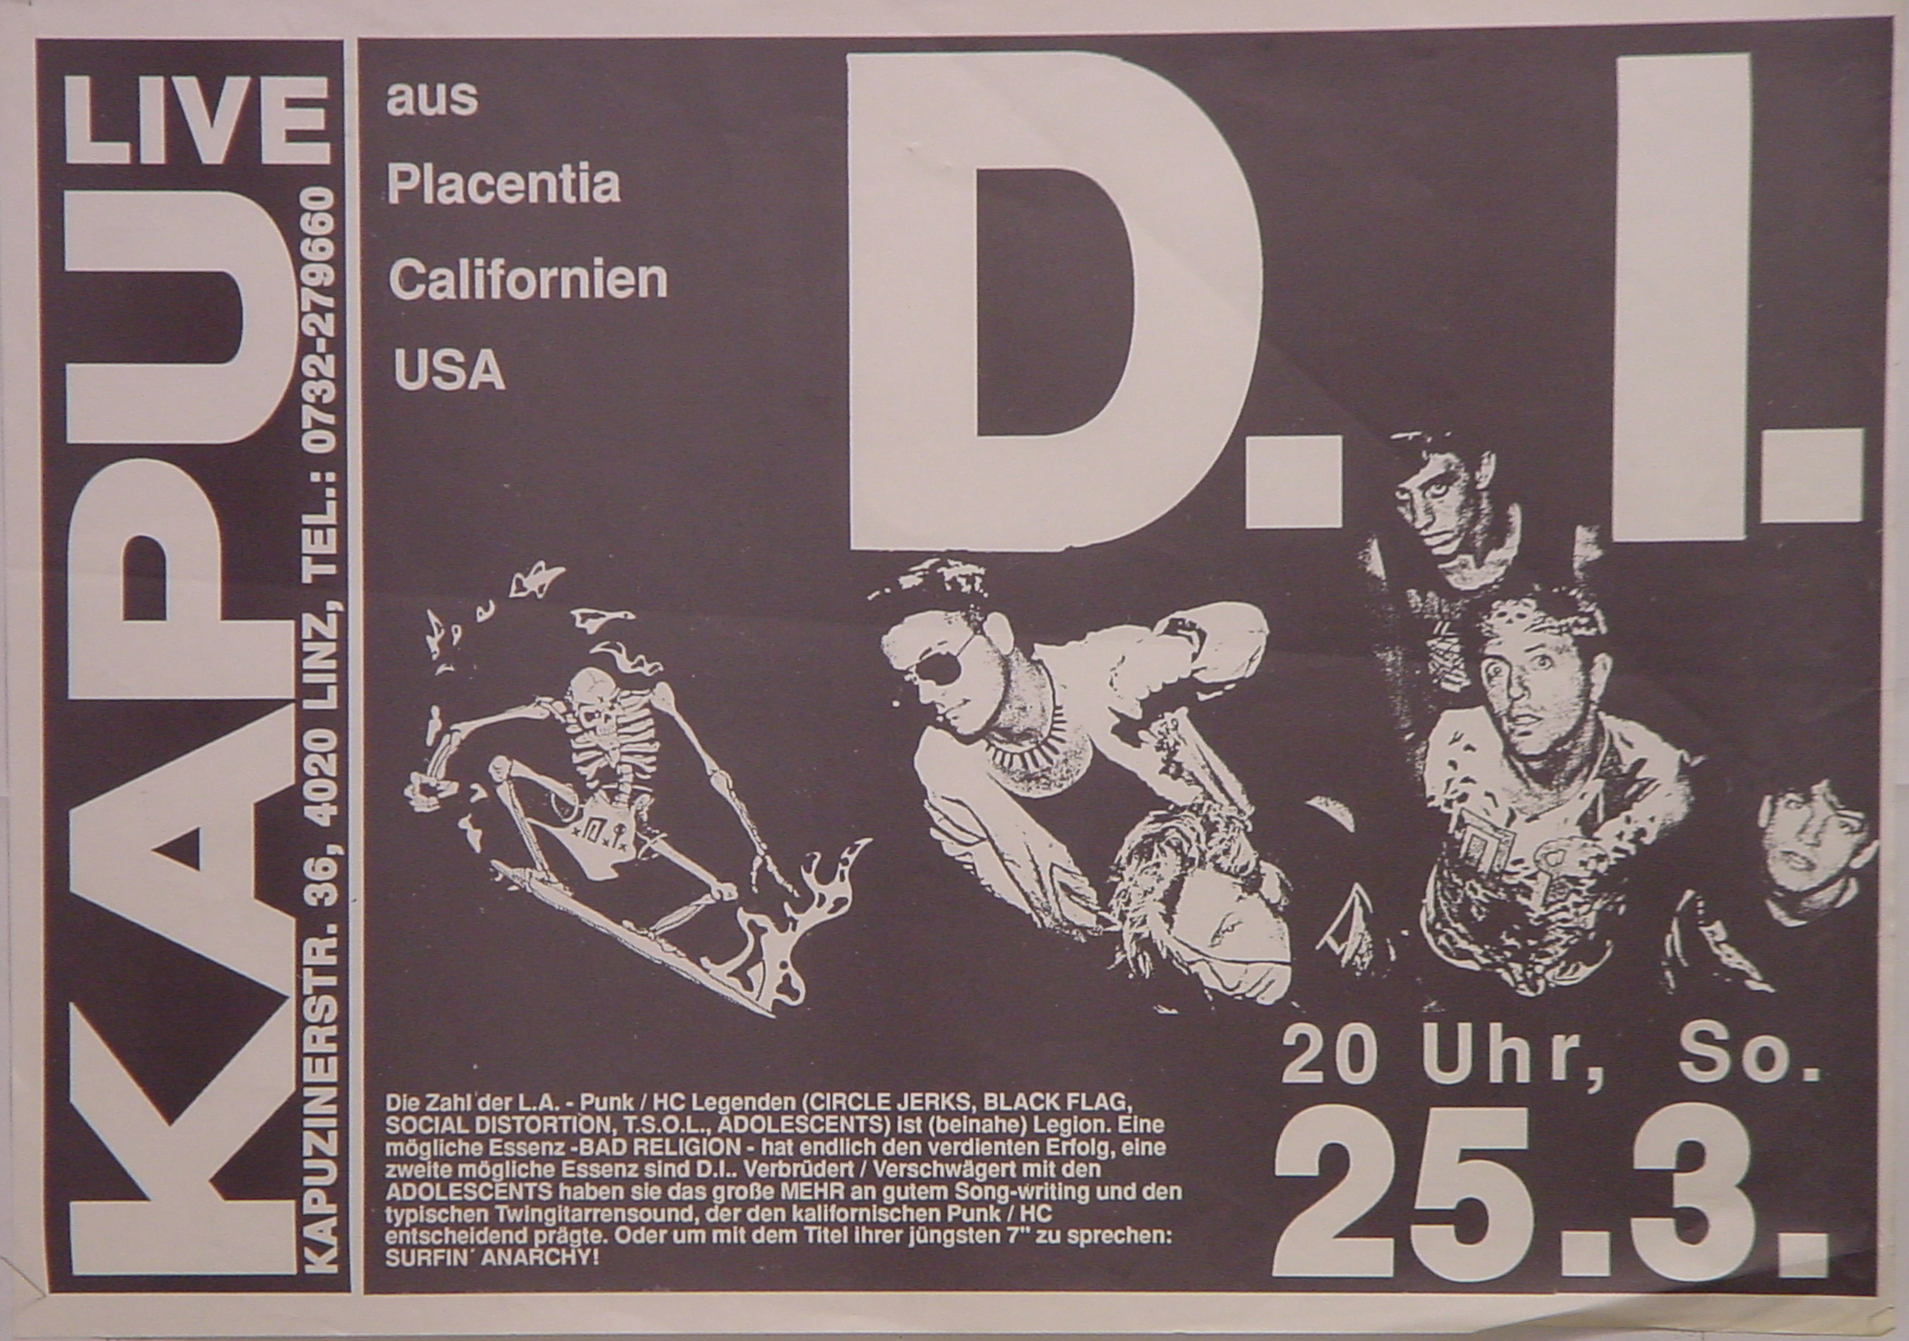 LIVE
KAPU
KAPUZINERSTR. 36, 4020 LINZ, TEL.: 0732-279660
aus
Placentia
Californien
USA
D. I.
D.I.
20 Uhr, So.
25.3.
Die Zahl der L.A. - Punk / HC Legenden (CIRCLE JERKS, BLACK FLAG,
SOCIAL DISTORTION, T.S.O.L., ADOLESCENTS) ist (beinahe) Legion. Eine
mögliche Essenz -BAD RELIGION - hat endlich den verdienten Erfolg, eine
zweite mögliche Essenz sind D.I.. Verbrüdert / Verschwägert mit den
ADOLESCENTS haben sie das große MEHR an gutem Song-writing und den
typischen Twingitarrensound, der den kalifornischen Punk / HC
entscheidend prägte. Oder um mit dem Titel ihrer jüngsten 7" zu sprechen:
SURFIN´ ANARCHY!